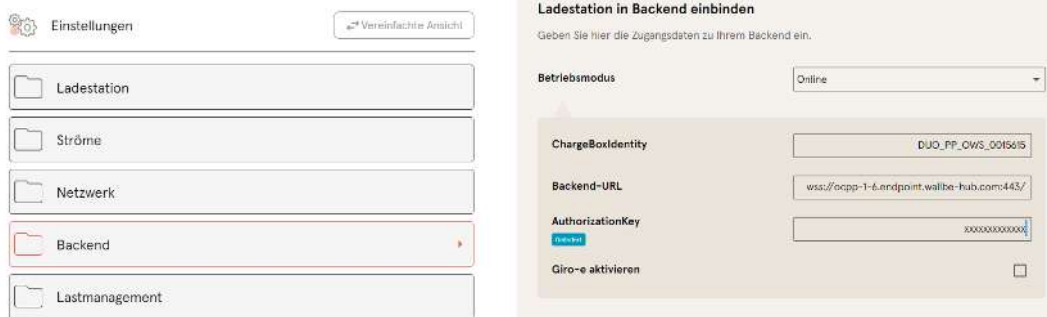 Einstellungen
Vereinfachte Ansicht
Ladestation
Ströme
Netzwerk
Backend
Lastmanagement
Ladestation in Backend einbinden
Geben Sie hier die Zugangsdaten zu Ihrem Backend ein.
Betriebsmodus
Online
ChargeBoxIdentity
DUO_PP_OWS_0015615
Backend-URL
wss://ocpp-1-6.endpoint.wallbe-hub.com:443/
AuthorizationKey
xxxxxxxxxxxx
Giro-e aktivieren